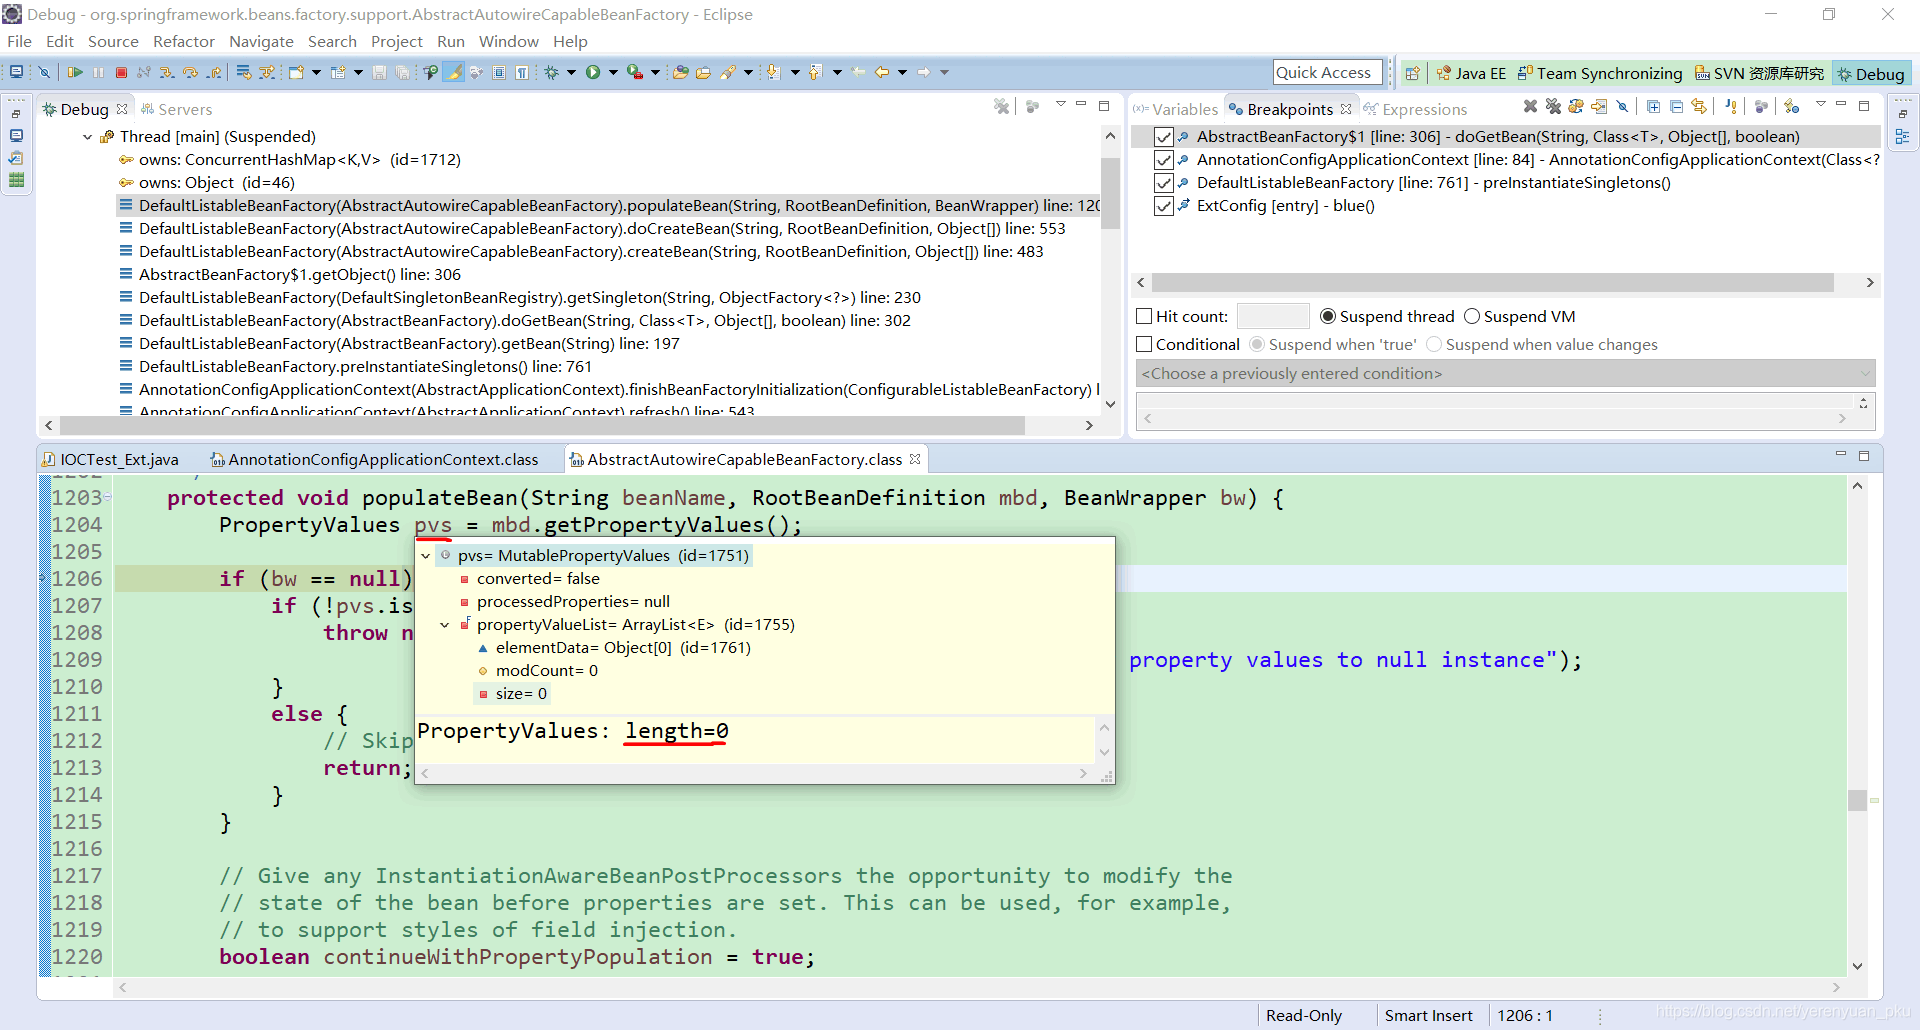 Debug - org.springframework.beans.factory.support.AbstractAutowireCapableBeanFactory - Eclipse
File Edit Source Refactor Navigate Search Project Run Window Help
Quick Access
Java EE
Team Synchronizing
SVN 资源库研究
Debug
Debug
Servers
Thread [main] (Suspended)
owns: ConcurrentHashMap<K,V> (id=1712)
owns: Object (id=46)
DefaultListableBeanFactory(AbstractAutowireCapableBeanFactory).populateBean(String, RootBeanDefinition, BeanWrapper) line: 120
DefaultListableBeanFactory(AbstractAutowireCapableBeanFactory).doCreateBean(String, RootBeanDefinition, Object[]) line: 553
DefaultListableBeanFactory(AbstractAutowireCapableBeanFactory).createBean(String, RootBeanDefinition, Object[]) line: 483
AbstractBeanFactory$1.getObject() line: 306
DefaultListableBeanFactory(DefaultSingletonBeanRegistry).getSingleton(String, ObjectFactory<?>) line: 230
DefaultListableBeanFactory(AbstractBeanFactory).doGetBean(String, Class<T>, Object[], boolean) line: 302
DefaultListableBeanFactory(AbstractBeanFactory).getBean(String) line: 197
DefaultListableBeanFactory.preInstantiateSingletons() line: 761
AnnotationConfigApplicationContext(AbstractApplicationContext).finishBeanFactoryInitialization(ConfigurableListableBeanFactory) l
AnnotationConfigApplicationContext(AbstractApplicationContext).refresh() line: 543
(x)= Variables
Breakpoints
Expressions
AbstractBeanFactory$1 [line: 306] - doGetBean(String, Class<T>, Object[], boolean)
AnnotationConfigApplicationContext [line: 84] - AnnotationConfigApplicationContext(Class<?
DefaultListableBeanFactory [line: 761] - preInstantiateSingletons()
ExtConfig [entry] - blue()
Hit count:
Suspend thread
Suspend VM
Conditional
Suspend when 'true'
Suspend when value changes
<Choose a previously entered condition>
IOCTest_Ext.java
AnnotationConfigApplicationContext.class
AbstractAutowireCapableBeanFactory.class
1202
1203 protected void populateBean(String beanName, RootBeanDefinition mbd, BeanWrapper bw) {
1204 PropertyValues pvs = mbd.getPropertyValues();
1205
1206 if (bw == null)
1207 if (!pvs.is
1208 throw n
1209 property values to null instance");
1210 }
1211 else {
1212 // Skip
1213 return;
1214 }
1215 }
1216
1217 // Give any InstantiationAwareBeanPostProcessors the opportunity to modify the
1218 // state of the bean before properties are set. This can be used, for example,
1219 // to support styles of field injection.
1220 boolean continueWithPropertyPopulation = true;
pvs= MutablePropertyValues (id=1751)
converted= false
processedProperties= null
propertyValueList= ArrayList<E> (id=1755)
elementData= Object[0] (id=1761)
modCount= 0
size= 0
PropertyValues: length=0
Read-Only
Smart Insert
1206 : 1
https://blog.csdn.net/yerenyuan_pku